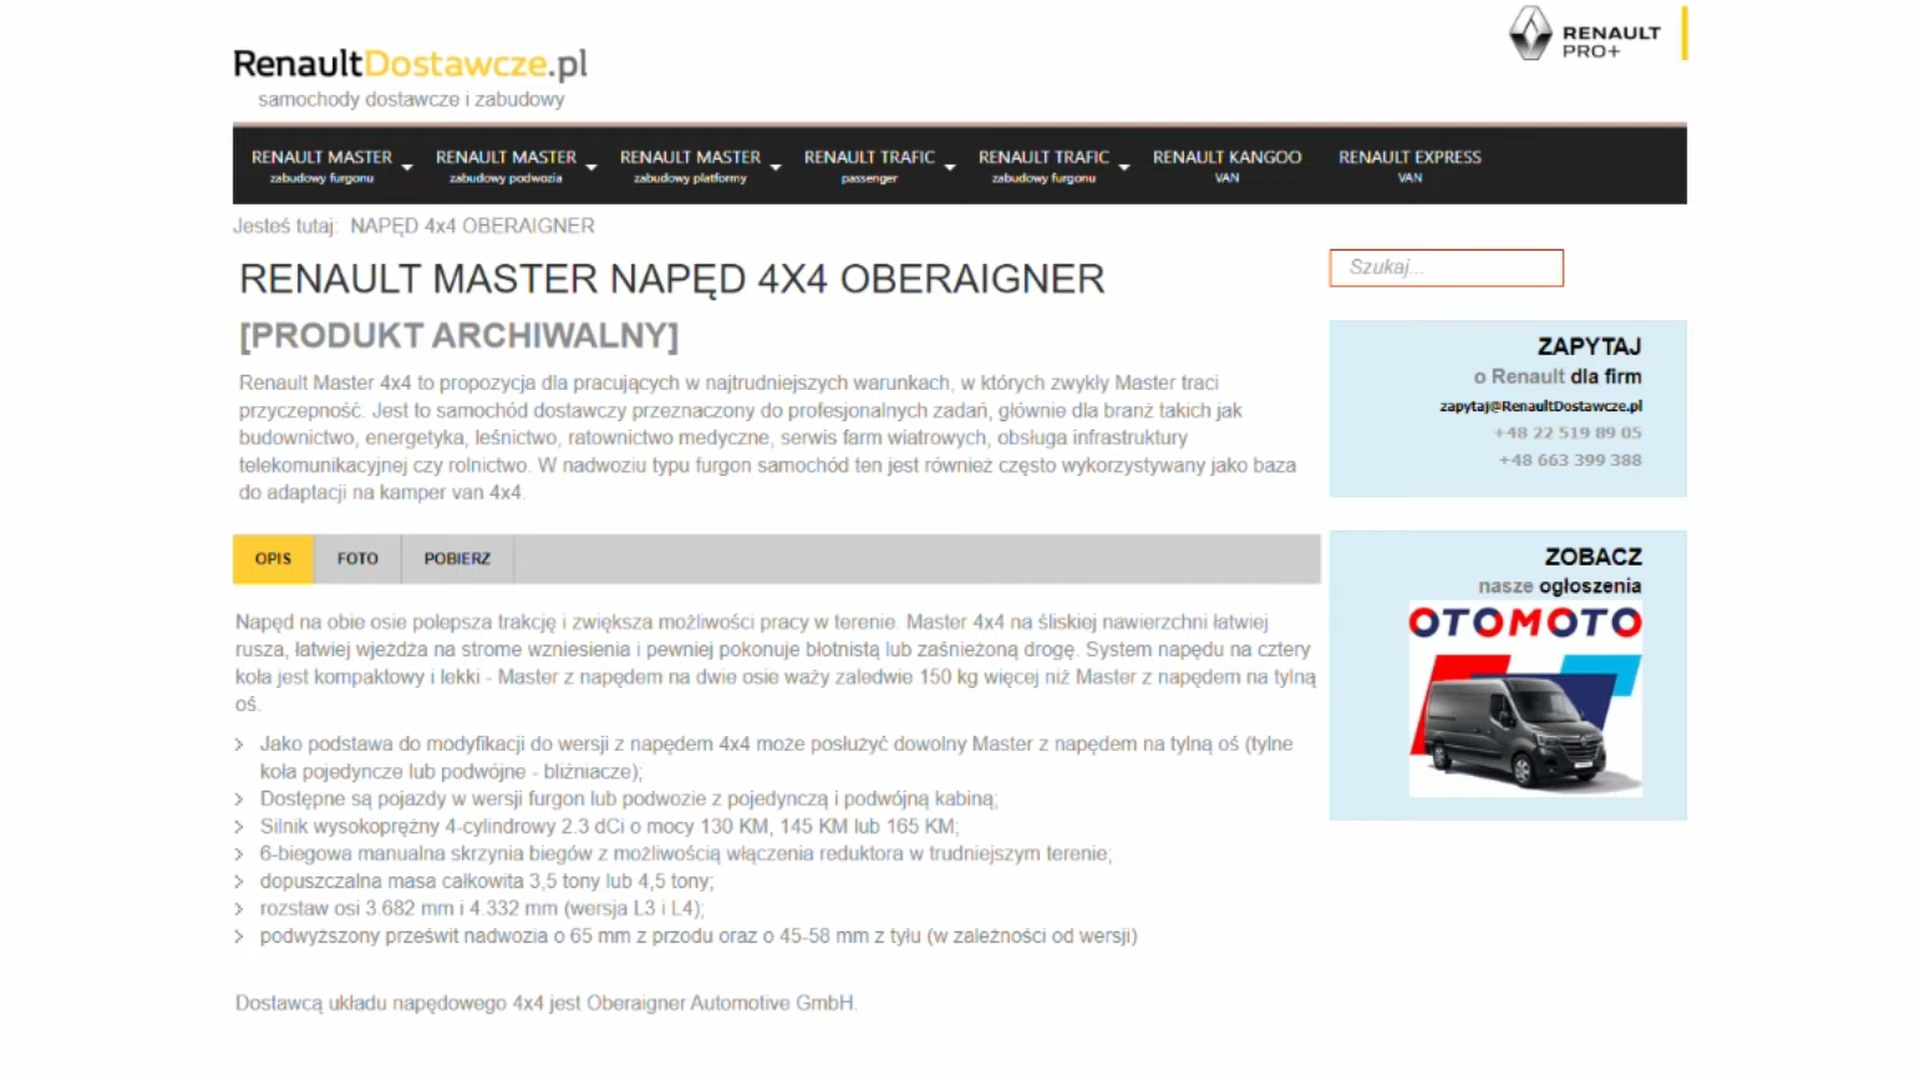 RENAULT
PRO+
RenaultDostawcze.pl
samochody dostawcze i zabudowy
RENAULT MASTER
zabudowy furgonu
RENAULT MASTER
zabudowy podwozia
RENAULT MASTER
zabudowy platformy
RENAULT TRAFIC
passenger
RENAULT TRAFIC
zabudowy furgonu
RENAULT KANGOO
VAN
RENAULT EXPRESS
VAN
Jesteś tutaj: NAPĘD 4x4 OBERAIGNER
RENAULT MASTER NAPĘD 4X4 OBERAIGNER
[PRODUKT ARCHIWALNY]
Renault Master 4x4 to propozycja dla pracujących w najtrudniejszych warunkach, w których zwykły Master traci
przyczepność. Jest to samochód dostawczy przeznaczony do profesjonalnych zadań, głównie dla branż takich jak
budownictwo, energetyka, leśnictwo, ratownictwo medyczne, serwis farm wiatrowych, obsługa infrastruktury
telekomunikacyjnej czy rolnictwo. W nadwoziu typu furgon samochód ten jest również często wykorzystywany jako baza
do adaptacji na kamper van 4x4.
OPIS
FOTO
POBIERZ
Napęd na obie osie polepsza trakcję i zwiększa możliwości pracy w terenie. Master 4x4 na śliskiej nawierzchni łatwiej
rusza, łatwiej wjeżdża na strome wzniesienia i pewniej pokonuje błotnistą lub zaśnieżoną drogę. System napędu na cztery
koła jest kompaktowy i lekki - Master z napędem na dwie osie waży zaledwie 150 kg więcej niż Master z napędem na tylną
oś.
Jako podstawa do modyfikacji do wersji z napędem 4x4 może posłużyć dowolny Master z napędem na tylną oś (tylne
koła pojedyncze lub podwójne - bliźniacze);
Dostępne są pojazdy w wersji furgon lub podwozie z pojedynczą i podwójną kabiną;
Silnik wysokoprężny 4-cylindrowy 2.3 dCi o mocy 130 KM, 145 KM lub 165 KM;
6-biegowa manualna skrzynia biegów z możliwością włączenia reduktora w trudniejszym terenie;
dopuszczalna masa całkowita 3,5 tony lub 4,5 tony;
rozstaw osi 3.682 mm i 4.332 mm (wersja L3 i L4);
podwyższony prześwit nadwozia o 65 mm z przodu oraz o 45-58 mm z tyłu (w zależności od wersji)
Dostawcą układu napędowego 4x4 jest Oberaigner Automotive GmbH.
Szukaj...
ZAPYTAJ
o Renault dla firm
zapytaj@RenaultDostawcze.pl
+48 22 519 89 05
+48 663 399 388
ZOBACZ
nasze ogłoszenia
OTOMOTO